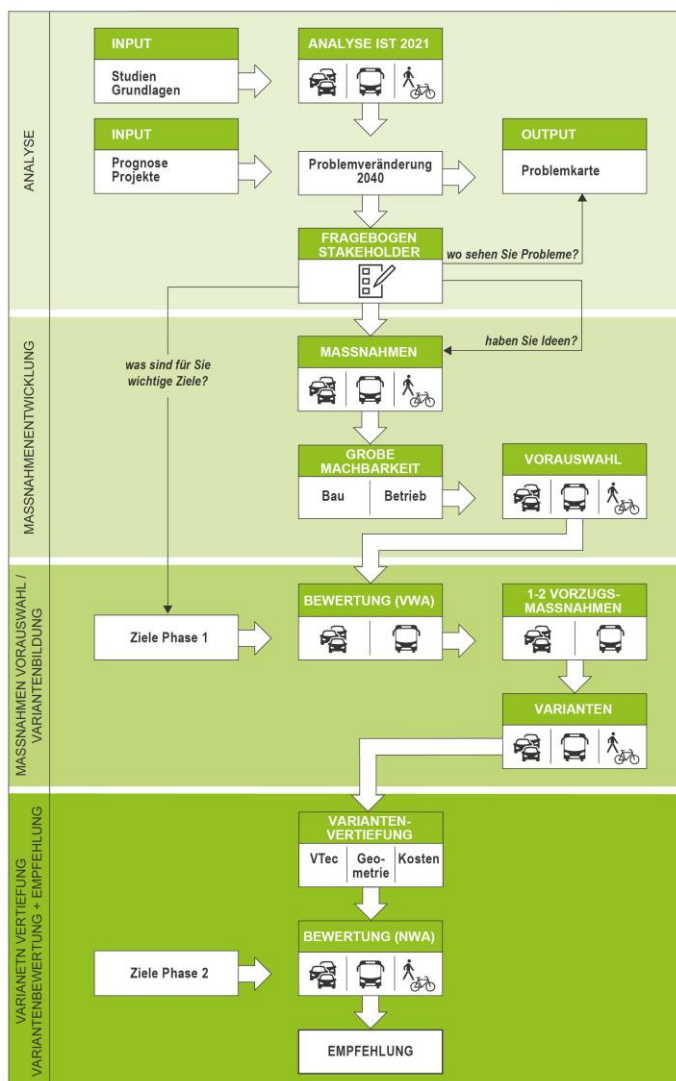 ANALYSE
INPUT
Studien
Grundlagen
ANALYSE IST 2021
INPUT
Prognose
Projekte
Problemveränderung
2040
OUTPUT
Problemkarte
FRAGEBOGEN
STAKEHOLDER
wo sehen Sie Probleme?
haben Sie Ideen?
was sind für Sie
wichtige Ziele?
MASSNAHMENENTWICKLUNG
MASSNAHMEN
GROBE
MACHBARKEIT
Bau
Betrieb
VORAUSWAHL
MASSNAHMEN VORAUSWAHL /
VARIANTENBILDUNG
Ziele Phase 1
BEWERTUNG (VWA)
1-2 VORZUGS-
MASSNAHMEN
VARIANTEN
VARIANETN VERTIEFUNG
VARIANTENBEWERTUNG + EMPFEHLUNG
VARIANTEN-
VERTIEFUNG
VTec
Geo-
metrie
Kosten
Ziele Phase 2
BEWERTUNG (NWA)
EMPFEHLUNG